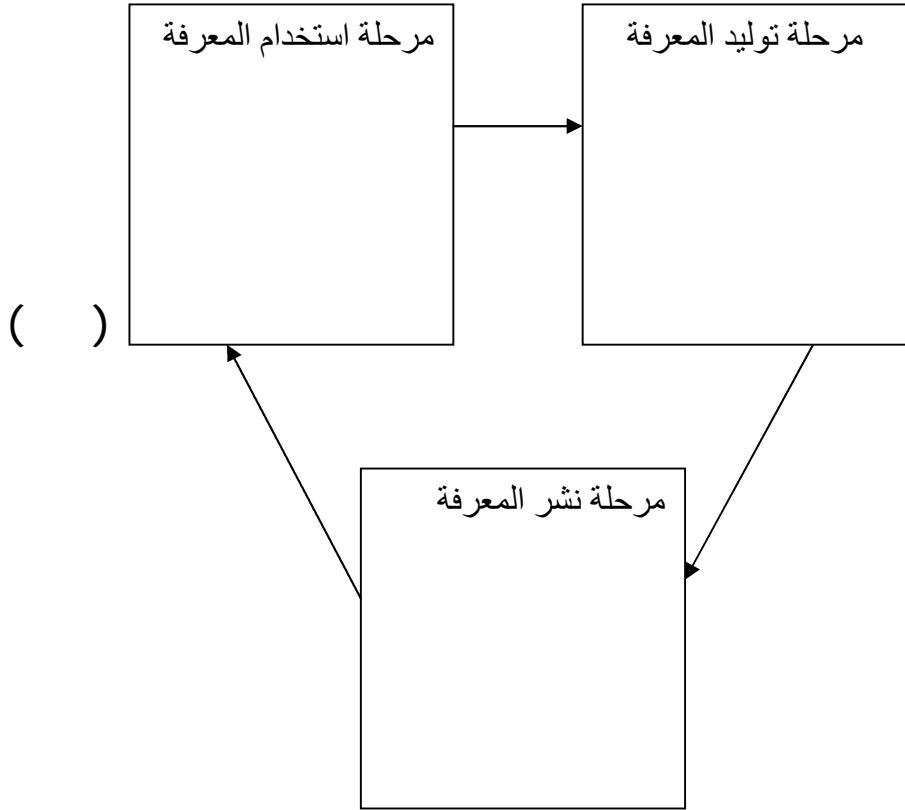 مرحلة توليد المعرفة
مرحلة استخدام المعرفة
( )
مرحلة نشر المعرفة